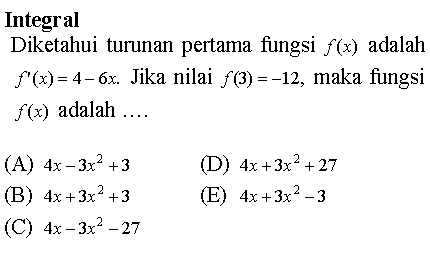 Integral
Diketahui turunan pertama fungsi f(x) adalah
f'(x) = 4 – 6x. Jika nilai f(3) = –12, maka fungsi
f(x) adalah ….
(A) 4x – 3x² + 3
(B) 4x + 3x² + 3
(C) 4x – 3x² – 27
(D) 4x + 3x² + 27
(E) 4x + 3x² – 3